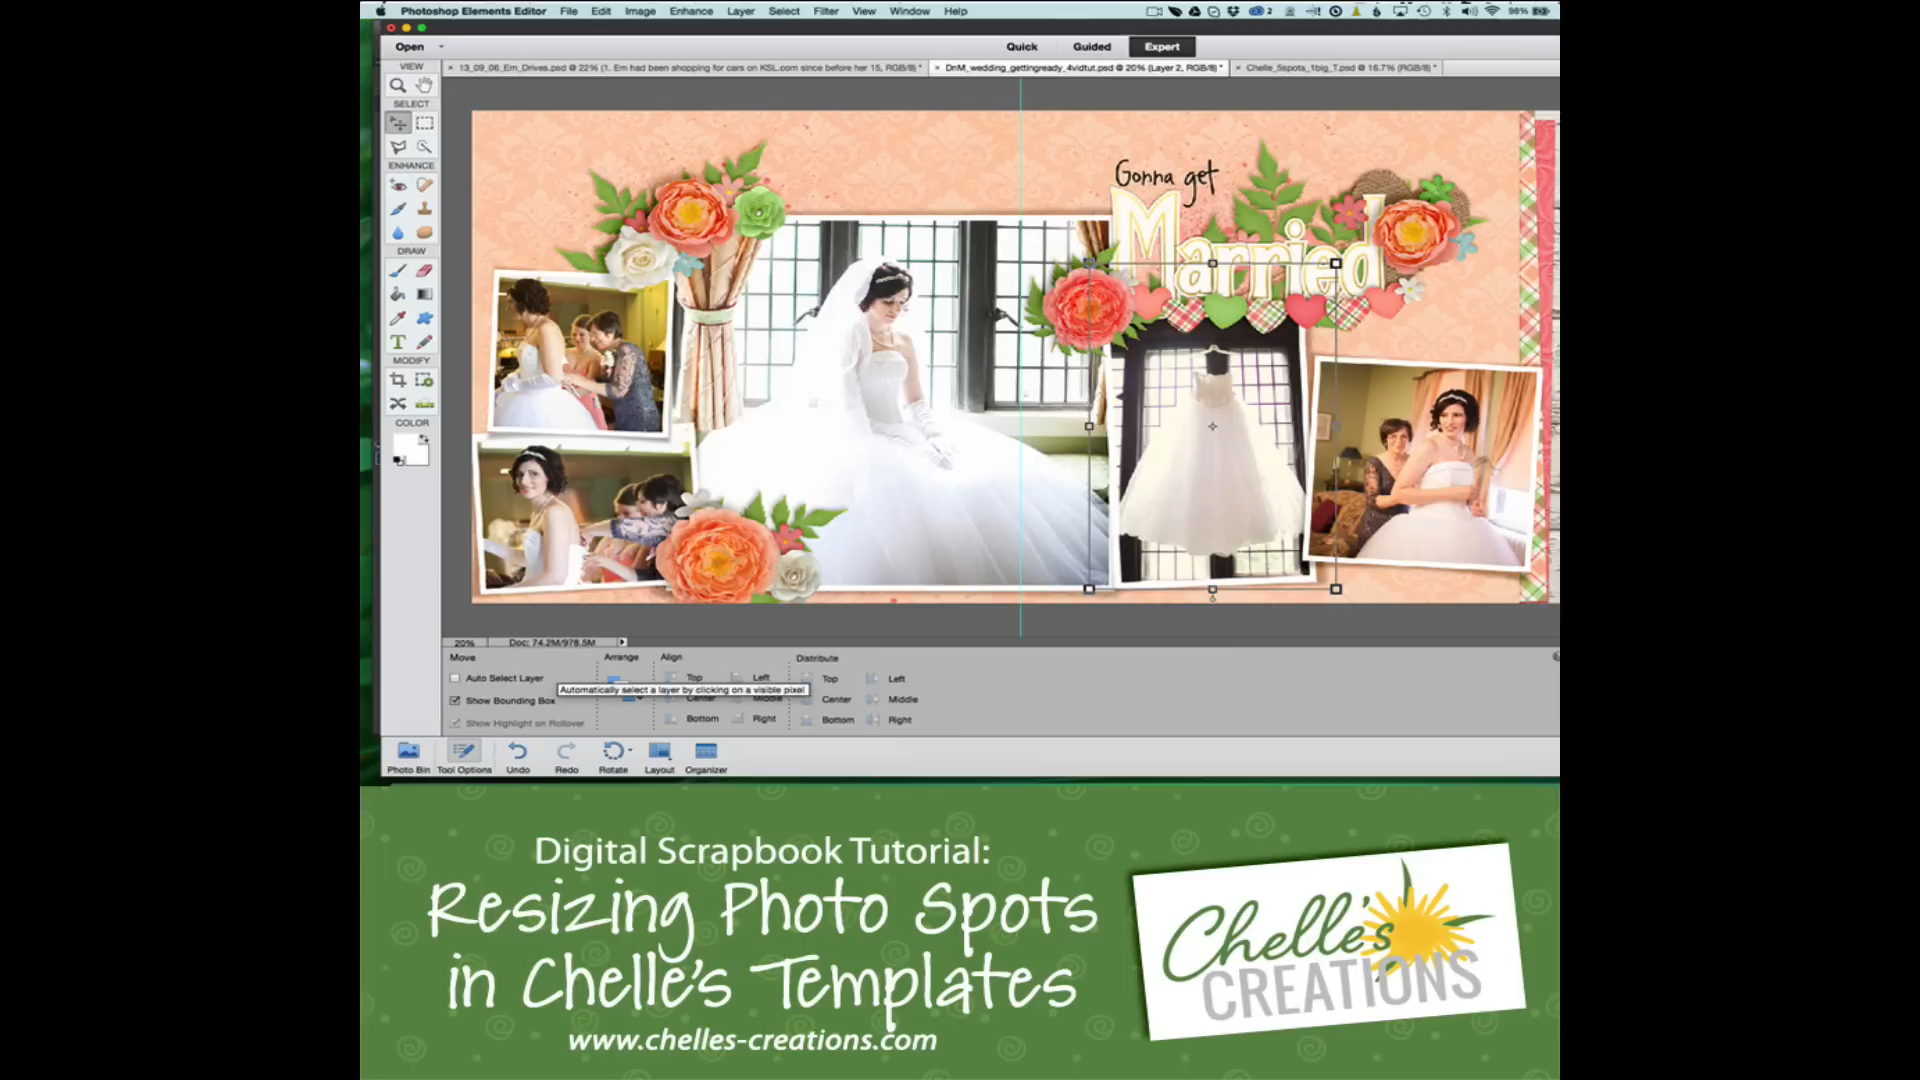 Photoshop Elements Editor File Edit Image Enhance Layer Select Filter View Window Help
2 98%
Open Quick Guided Expert
13_09_06_Em_Drives.psd @ 22% (1. Em had been shopping for cars on KSL.com since before her 15, RGB/8) *
DnM_wedding_gettingready_4vidtut.psd @ 20% (Layer 2, RGB/8) *
Chelle_5spots_1big_T.psd @ 16.7% (RGB/8) *
VIEW
SELECT
ENHANCE
DRAW
MODIFY
COLOR
Gonna get
Married
20% Doc: 74.2M/978.5M
Move Arrange Align Distribute
Auto Select Layer Top Left Top Left
Automatically select a layer by clicking on a visible pixel
Show Bounding Box Center Middle Center Middle
Show Highlight on Rollover Bottom Right Bottom Right
Photo Bin Tool Options Undo Redo Rotate Layout Organizer
Digital Scrapbook Tutorial:
Resizing Photo Spots
in Chelle's Templates
www.chelles-creations.com
Chelle's
CREATIONS